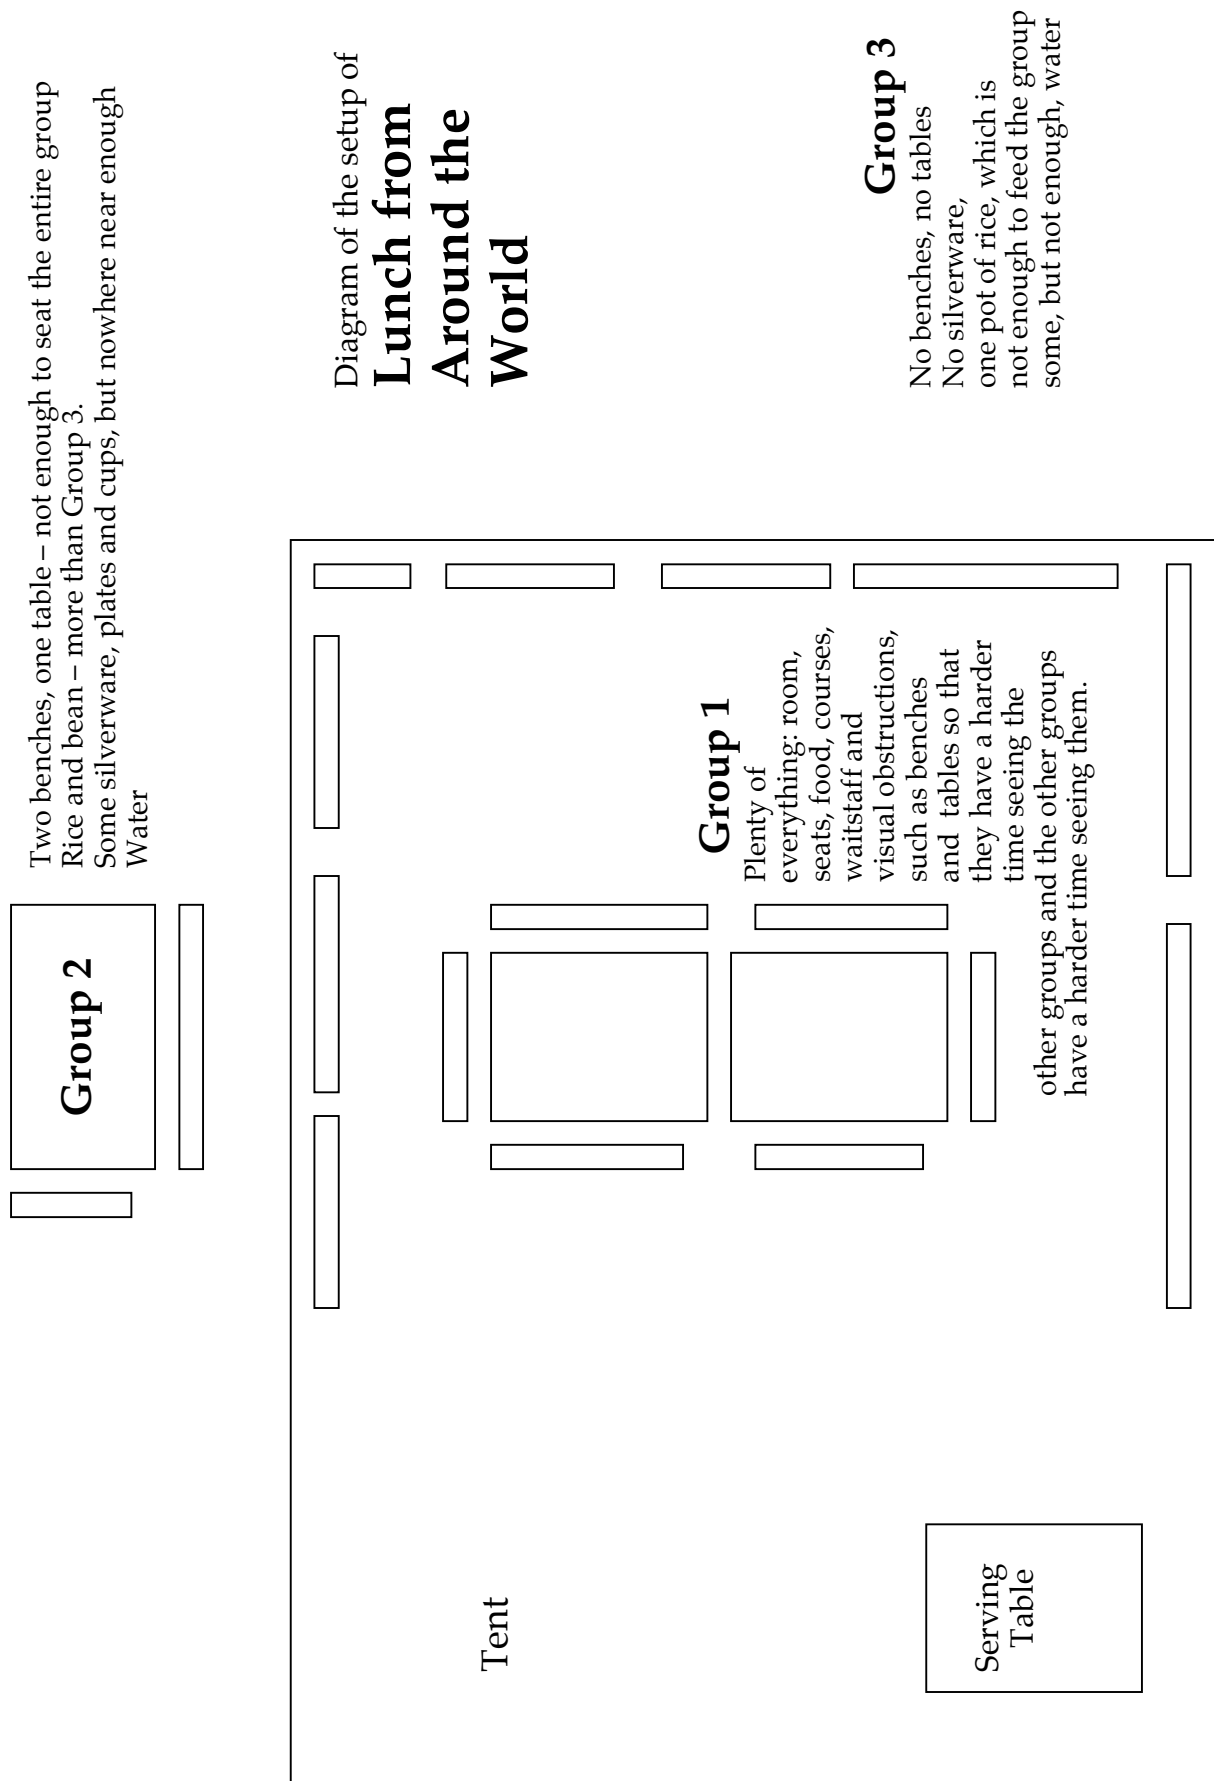 Two benches, one table – not enough to seat the entire group
Rice and bean – more than Group 3.
Some silverware, plates and cups, but nowhere near enough
Water
Group 2
Diagram of the setup of
Lunch from
Around the
World
Group 3
No benches, no tables
No silverware,
one pot of rice, which is
not enough to feed the group
some, but not enough, water
Group 1
Plenty of
everything: room,
seats, food, courses,
waitstaff and
visual obstructions,
such as benches
and tables so that
they have a harder
time seeing the
other groups and the other groups
have a harder time seeing them.
Tent
Serving
Table